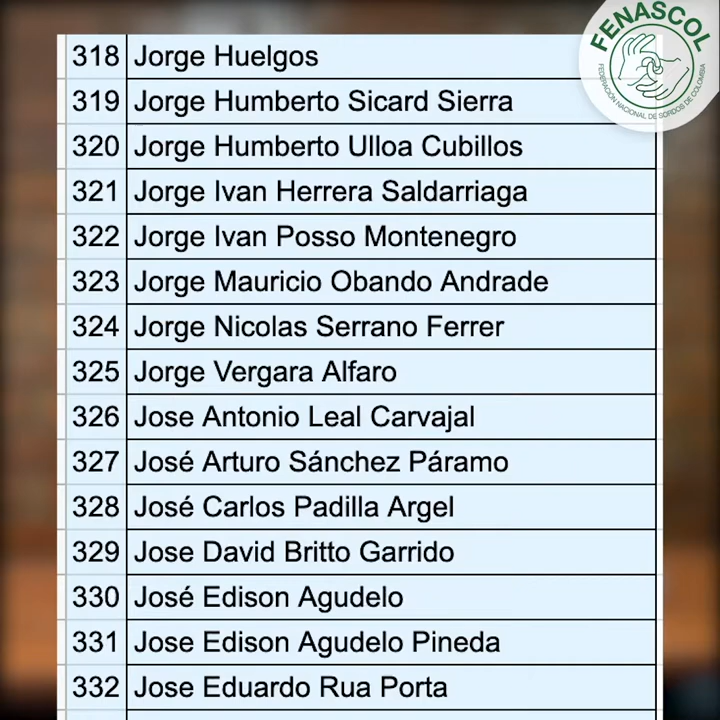 FENASCOL
FEDERACIÓN NACIONAL DE SORDOS DE COLOMBIA
318 Jorge Huelgos
319 Jorge Humberto Sicard Sierra
320 Jorge Humberto Ulloa Cubillos
321 Jorge Ivan Herrera Saldarriaga
322 Jorge Ivan Posso Montenegro
323 Jorge Mauricio Obando Andrade
324 Jorge Nicolas Serrano Ferrer
325 Jorge Vergara Alfaro
326 Jose Antonio Leal Carvajal
327 José Arturo Sánchez Páramo
328 José Carlos Padilla Argel
329 Jose David Britto Garrido
330 José Edison Agudelo
331 Jose Edison Agudelo Pineda
332 Jose Eduardo Rua Porta